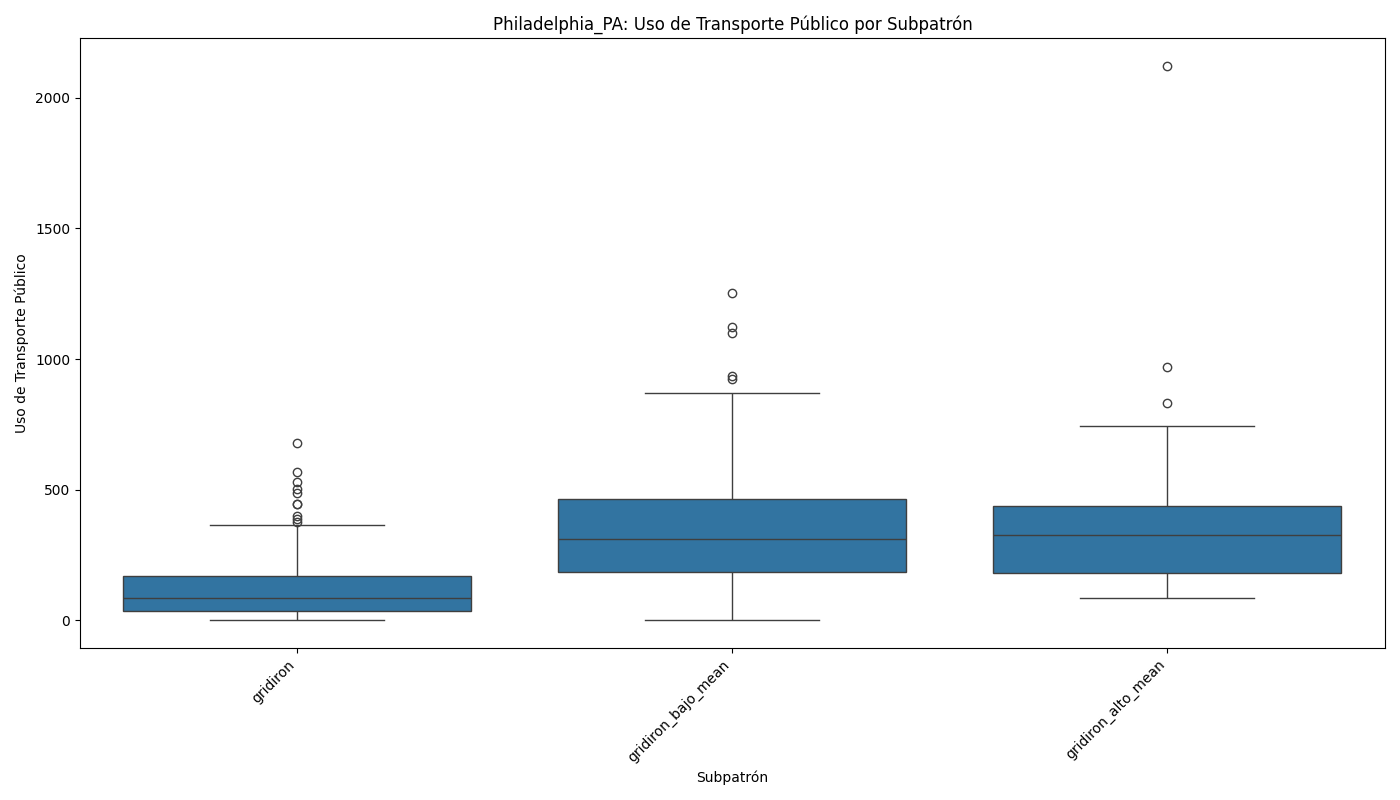 Philadelphia_PA: Uso de Transporte Público por Subpatrón
Uso de Transporte Público
2000
1500
1000
500
0
gridiron
gridiron_bajo_mean
gridiron_alto_mean
Subpatrón